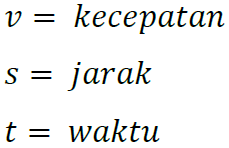 v = kecepatan
s = jarak
t = waktu